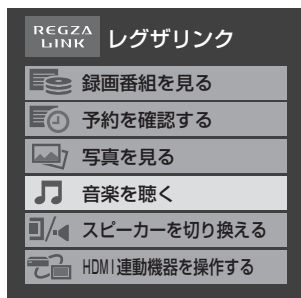 REGZA LINK レグザリンク
録画番組を見る
予約を確認する
写真を見る
音楽を聴く
スピーカーを切り換える
HDMI連動機器を操作する